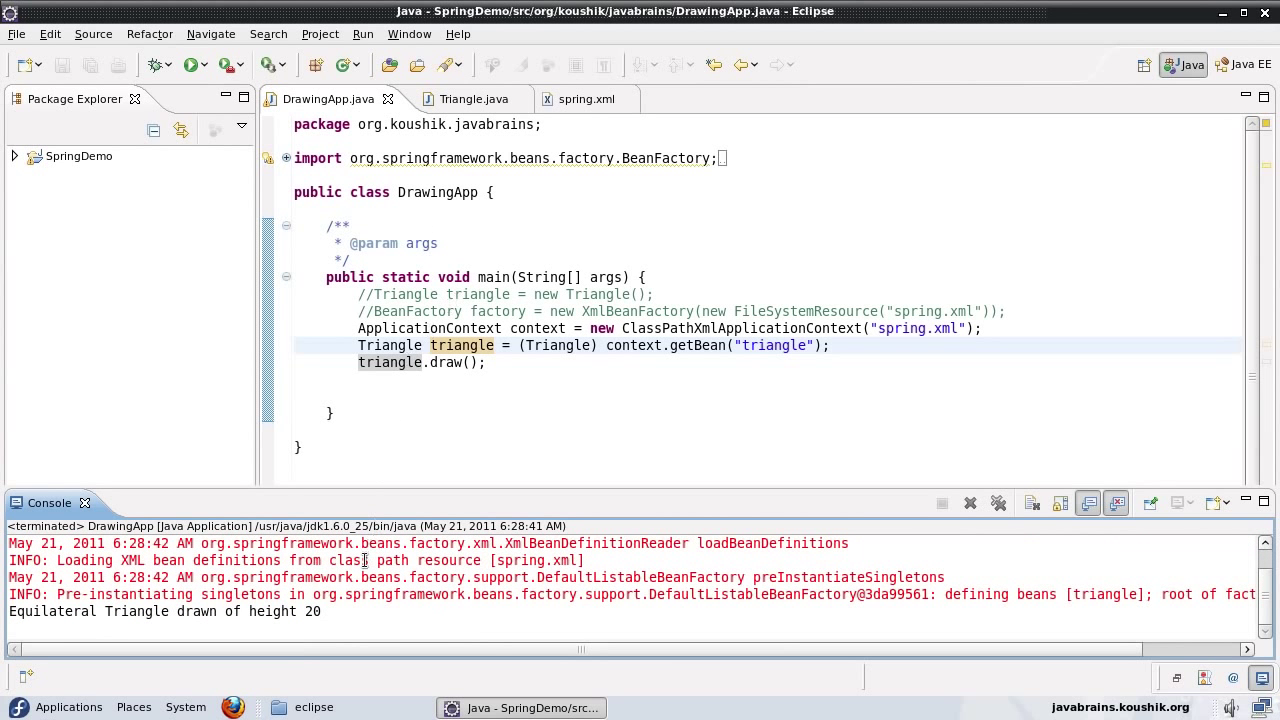 Java - SpringDemo/src/org/koushik/javabrains/DrawingApp.java - Eclipse
File Edit Source Refactor Navigate Search Project Run Window Help
Java Java EE
Package Explorer
SpringDemo
DrawingApp.java Triangle.java spring.xml
package org.koushik.javabrains;
import org.springframework.beans.factory.BeanFactory;
public class DrawingApp {
/**
* @param args
*/
public static void main(String[] args) {
//Triangle triangle = new Triangle();
//BeanFactory factory = new XmlBeanFactory(new FileSystemResource("spring.xml"));
ApplicationContext context = new ClassPathXmlApplicationContext("spring.xml");
Triangle triangle = (Triangle) context.getBean("triangle");
triangle.draw();
}
}
Console
<terminated> DrawingApp [Java Application] /usr/java/jdk1.6.0_25/bin/java (May 21, 2011 6:28:41 AM)
May 21, 2011 6:28:42 AM org.springframework.beans.factory.xml.XmlBeanDefinitionReader loadBeanDefinitions
INFO: Loading XML bean definitions from class path resource [spring.xml]
May 21, 2011 6:28:42 AM org.springframework.beans.factory.support.DefaultListableBeanFactory preInstantiateSingletons
INFO: Pre-instantiating singletons in org.springframework.beans.factory.support.DefaultListableBeanFactory@3da99561: defining beans [triangle]; root of fact
Equilateral Triangle drawn of height 20
Applications Places System eclipse Java - SpringDemo/src... javabrains.koushik.org